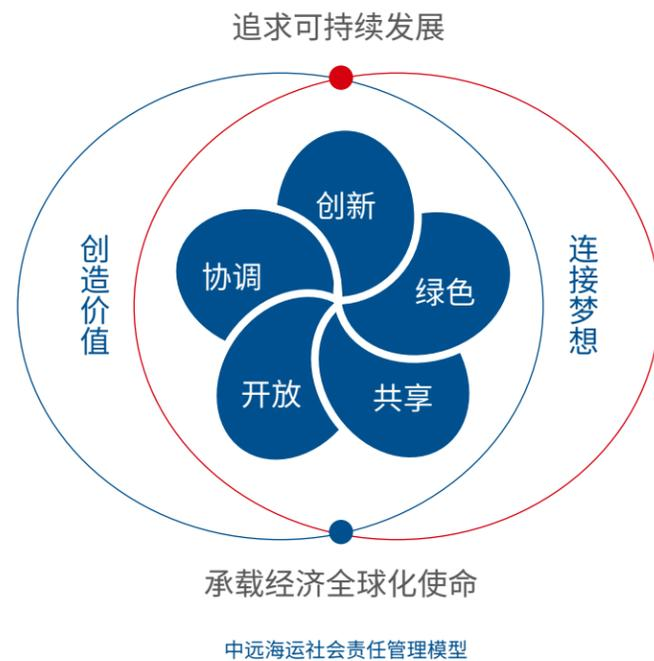 追求可持续发展
创新
协调
绿色
开放
共享
创造价值
连接梦想
承载经济全球化使命
中远海运社会责任管理模型